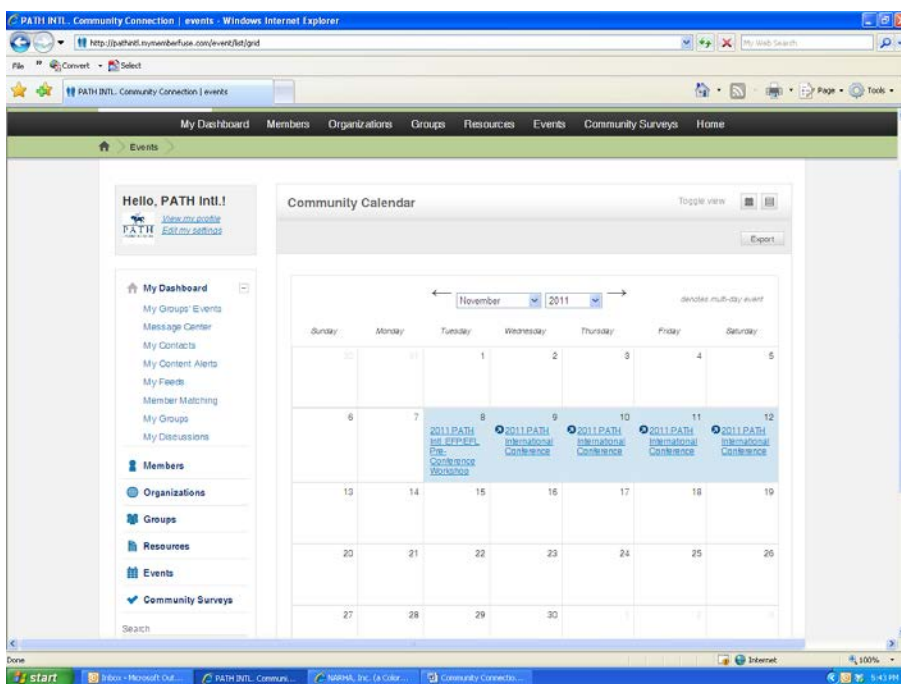 PATH INTL. Community Connection | events - Windows Internet Explorer
http://pathintl.mymemberfuse.com/event/list/grid
My Web Search
File » Convert Select
PATH INTL. Community Connection | events
Page Tools
My Dashboard Members Organizations Groups Resources Events Community Surveys Home
Events
Hello, PATH Intl.!
View my profile
Edit my settings
PATH
Community Calendar
Toggle view
Export
My Dashboard
My Groups' Events
Message Center
My Contacts
My Content Alerts
My Feeds
Member Matching
My Groups
My Discussions
Members
Organizations
Groups
Resources
Events
Community Surveys
Search
November 2011
denotes multi-day event
Sunday Monday Tuesday Wednesday Thursday Friday Saturday
30 31 1 2 3 4 5
6 7 8 9 10 11 12
2011 PATH Intl. EFP EFL Pre-Conference Workshop
2011 PATH International Conference
2011 PATH International Conference
2011 PATH International Conference
2011 PATH International Conference
13 14 15 16 17 18 19
20 21 22 23 24 25 26
27 28 29 30 1 2 3
Done
Internet
100%
start
Inbox - Microsoft Out...
PATH INTL. Communi...
NARHA, Inc. (a Color...
Community Connectio...
5:43 PM